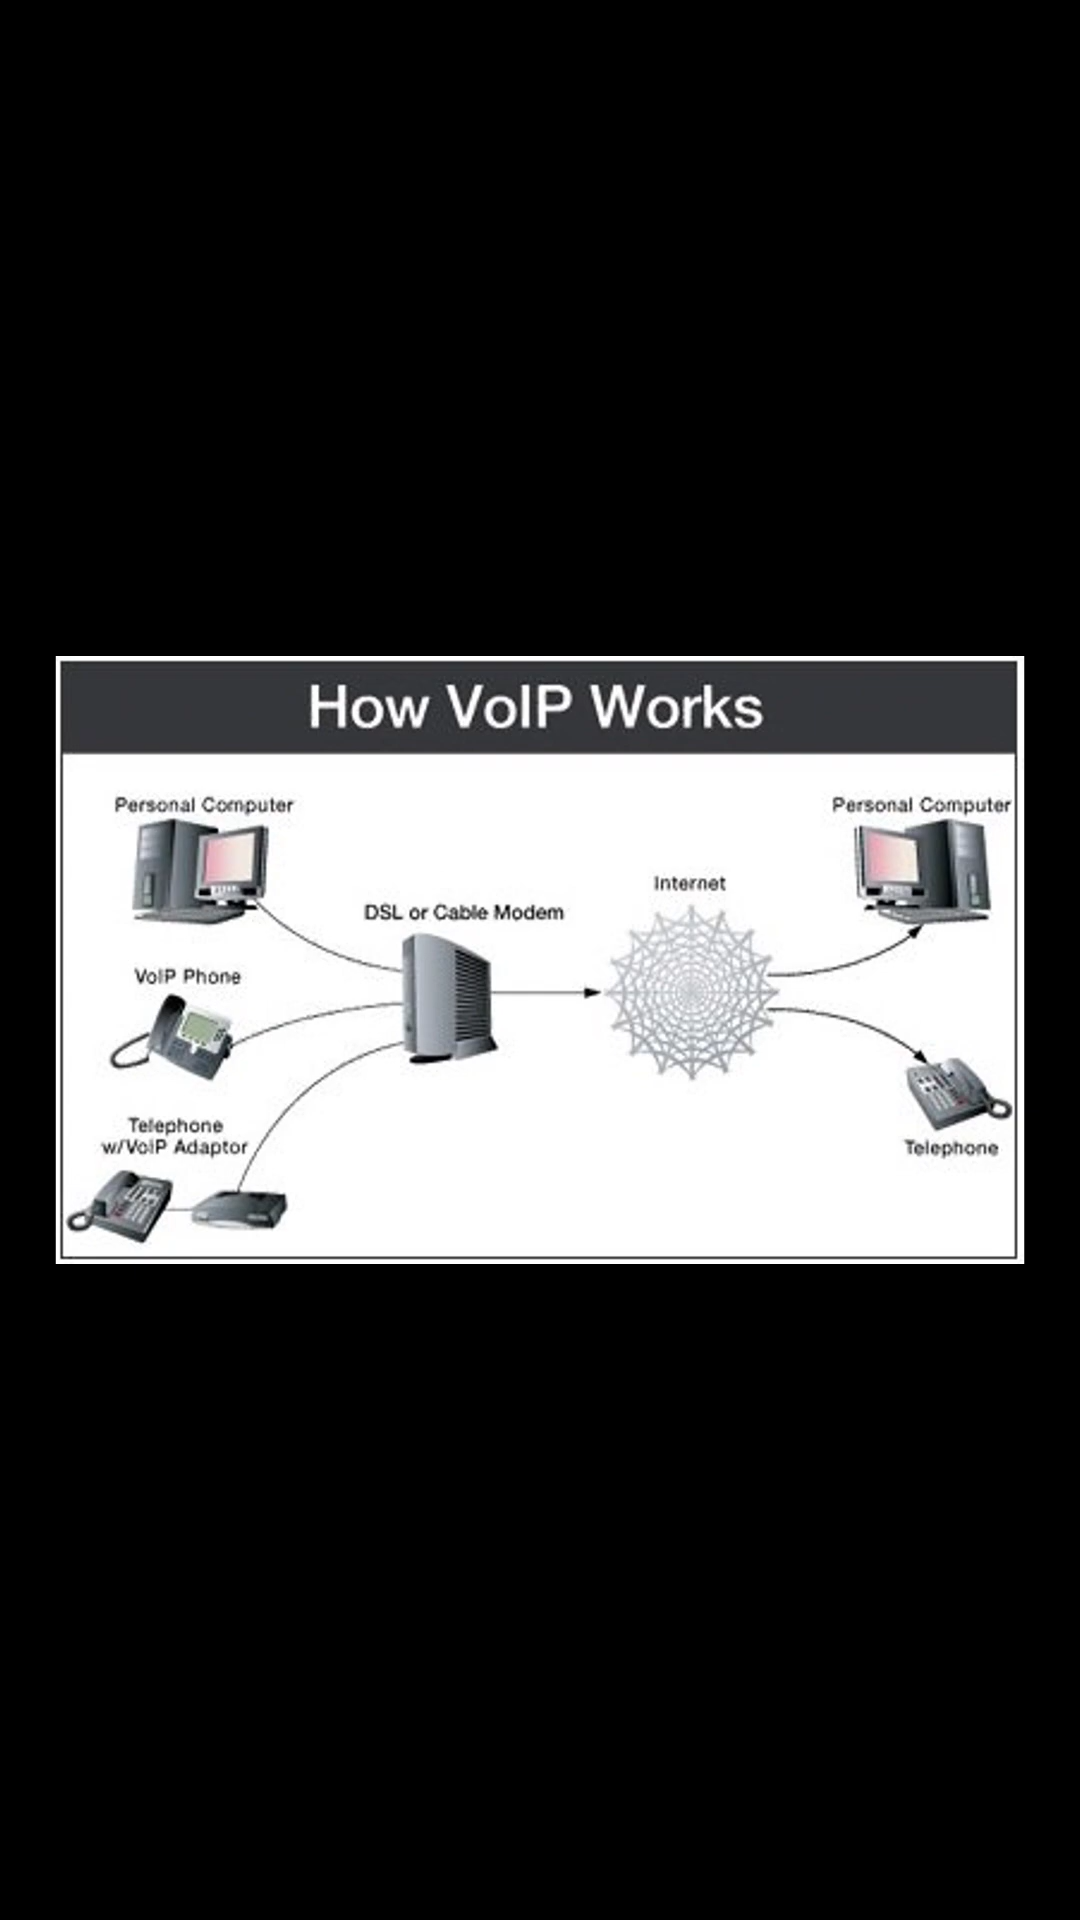 How VoIP Works
Personal Computer
Personal Computer
Internet
DSL or Cable Modem
VoIP Phone
Telephone
w/VoIP Adaptor
Telephone